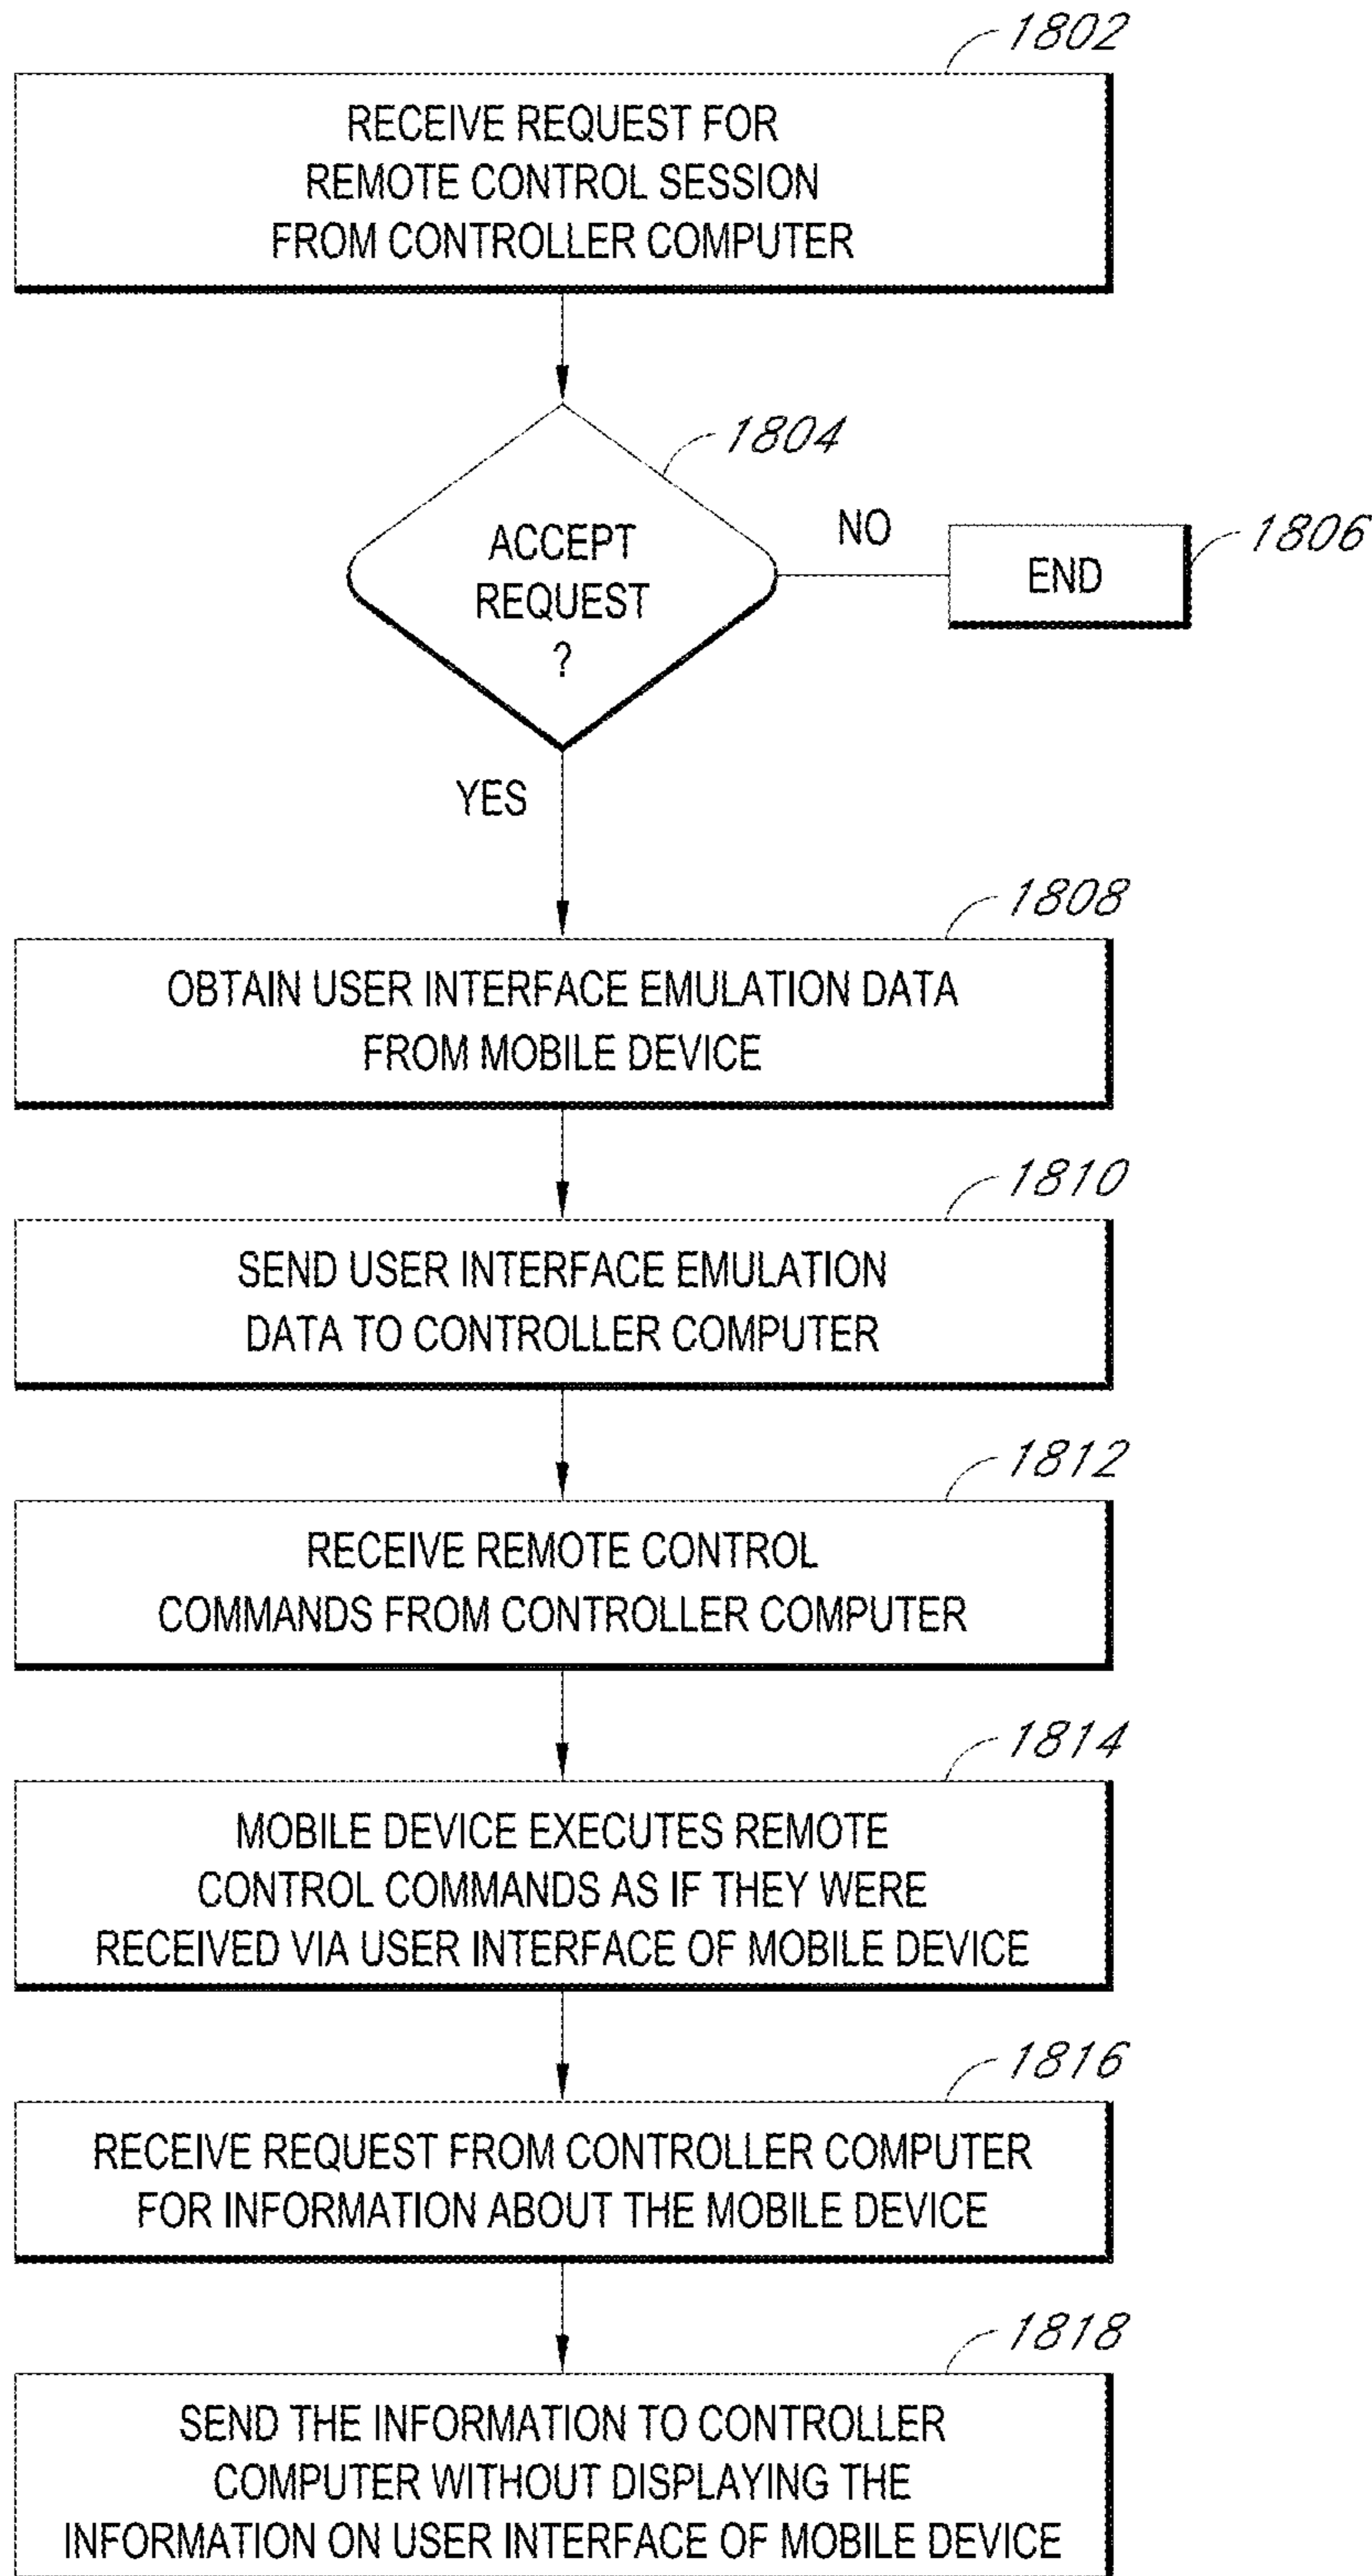 1802
RECEIVE REQUEST FOR
REMOTE CONTROL SESSION
FROM CONTROLLER COMPUTER
1804
ACCEPT
REQUEST
?
NO
END
1806
YES
1808
OBTAIN USER INTERFACE EMULATION DATA
FROM MOBILE DEVICE
1810
SEND USER INTERFACE EMULATION
DATA TO CONTROLLER COMPUTER
1812
RECEIVE REMOTE CONTROL
COMMANDS FROM CONTROLLER COMPUTER
1814
MOBILE DEVICE EXECUTES REMOTE
CONTROL COMMANDS AS IF THEY WERE
RECEIVED VIA USER INTERFACE OF MOBILE DEVICE
1816
RECEIVE REQUEST FROM CONTROLLER COMPUTER
FOR INFORMATION ABOUT THE MOBILE DEVICE
1818
SEND THE INFORMATION TO CONTROLLER
COMPUTER WITHOUT DISPLAYING THE
INFORMATION ON USER INTERFACE OF MOBILE DEVICE